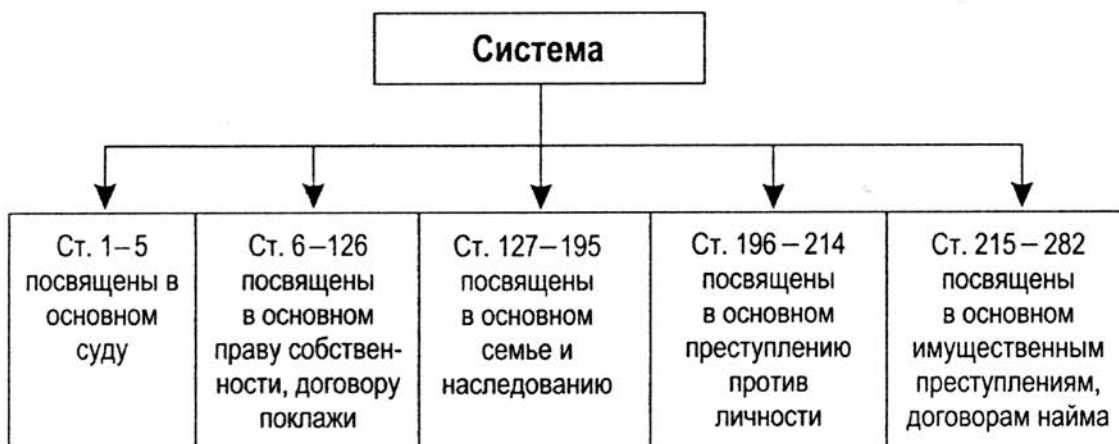 Система
Ст. 1–5
посвящены в
основном
суду
Ст. 6–126
посвящены
в основном
праву собствен-
ности, договору
поклажи
Ст. 127–195
посвящены
в основном
семье и
наследованию
Ст. 196–214
посвящены
в основном
преступлению
против
личности
Ст. 215–282
посвящены
в основном
имущественным
преступлениям,
договорам найма